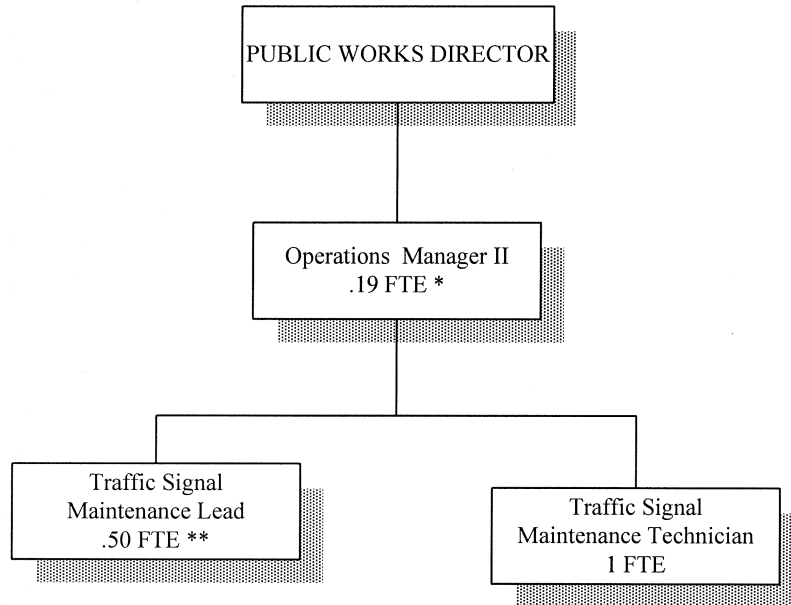 PUBLIC WORKS DIRECTOR
Operations Manager II
.19 FTE *
Traffic Signal
Maintenance Lead
.50 FTE **
Traffic Signal
Maintenance Technician
1 FTE